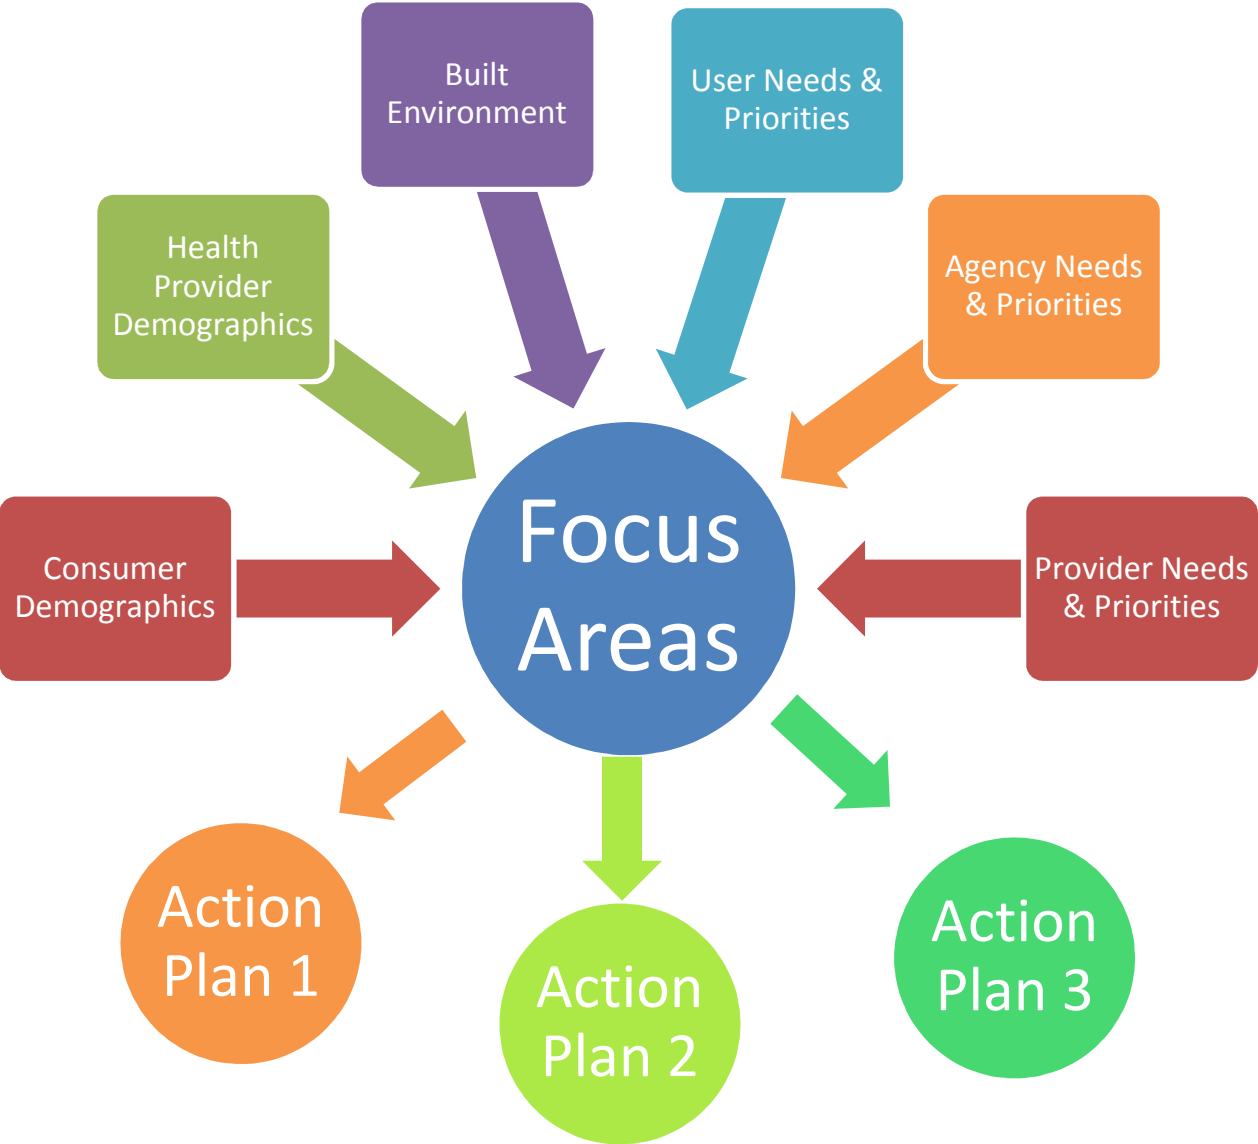 Built
Environment
User Needs &
Priorities
Health
Provider
Demographics
Agency Needs
& Priorities
Consumer
Demographics
Focus
Areas
Provider Needs
& Priorities
Action
Plan 1
Action
Plan 2
Action
Plan 3